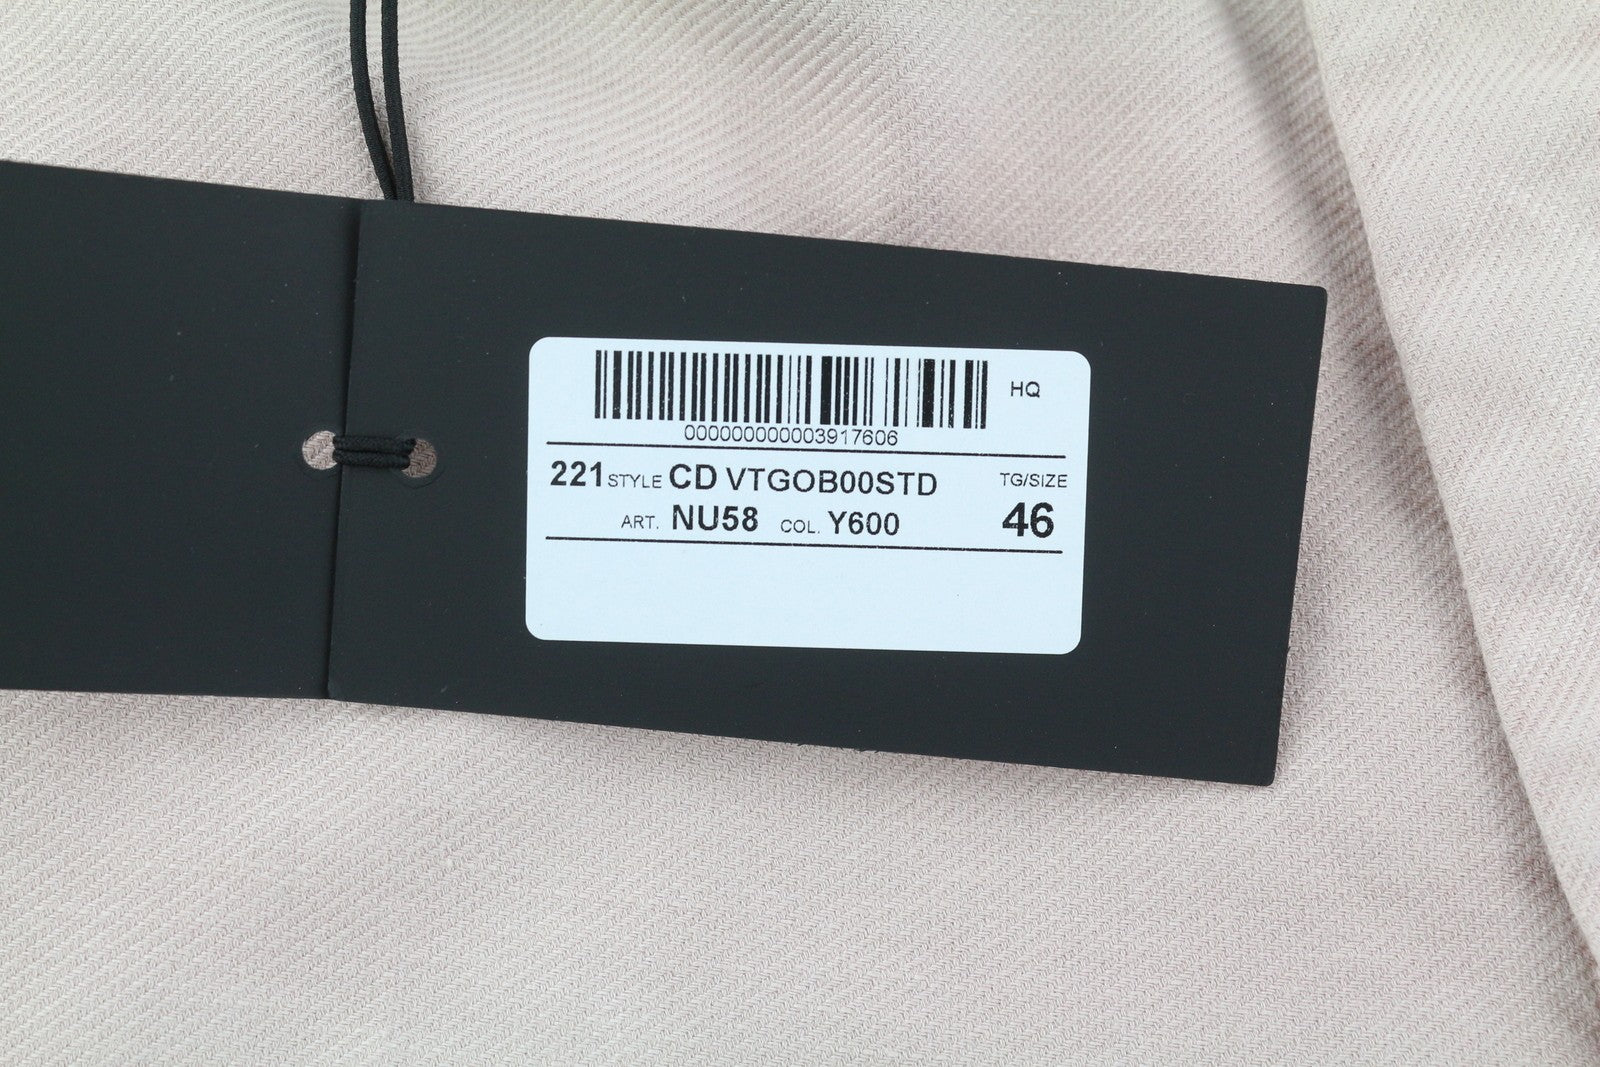 HQ
000000000003917606
221 STYLE CD VTGOB00STD TG/SIZE
ART. NU58 COL. Y600 46